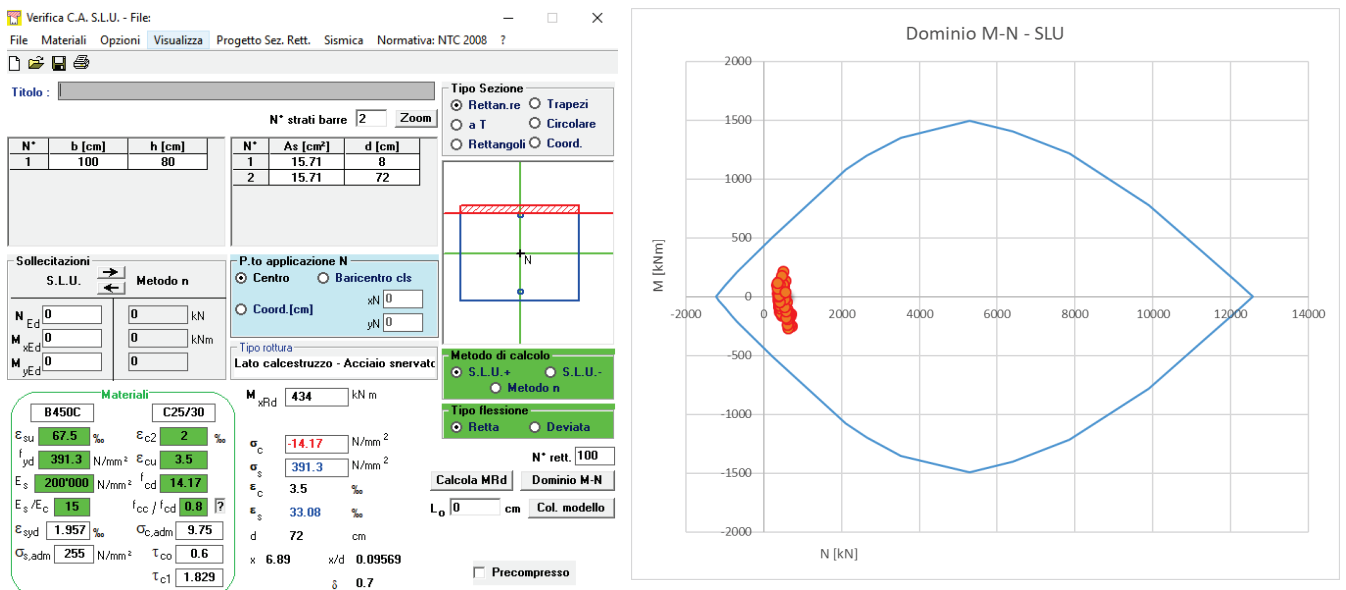 Verifica C.A. S.L.U. - File:
File Materiali Opzioni Visualizza Progetto Sez. Rett. Sismica Normativa: NTC 2008 ?
Titolo :
N° strati barre 2 Zoom
N° b [cm] h [cm]
1 100 80
N° As [cm²] d [cm]
1 15.71 8
2 15.71 72
Tipo Sezione
Rettan.re Trapezi
a T Circolare
Rettangoli Coord.
N
Sollecitazioni
S.L.U. Metodo n
N Ed 0 0 kN
M xEd 0 0 kNm
M yEd 0 0
P.to applicazione N
Centro Baricentro cls
Coord.[cm] xN 0
yN 0
Tipo rottura
Lato calcestruzzo - Acciaio snervato
Metodo di calcolo
S.L.U.+ S.L.U.-
Metodo n
Tipo flessione
Retta Deviata
N° rett. 100
Calcola MRd Dominio M-N
L₀ 0 cm Col. modello
Precompresso
Materiali
B450C C25/30
εsu 67.5 ‰ εc2 2 ‰
fyd 391.3 N/mm² εcu 3.5
Es 200'000 N/mm² fcd 14.17
Es/Ec 15 fcc / fcd 0.8 ?
εsyd 1.957 ‰ σc,adm 9.75
σs,adm 255 N/mm² τco 0.6
τc1 1.829
M xRd 434 kN m
σc -14.17 N/mm²
σs 391.3 N/mm²
εc 3.5 ‰
εs 33.08 ‰
d 72 cm
x 6.89 x/d 0.09569
δ 0.7
Dominio M-N - SLU
2000
1500
1000
500
0
-500
-1000
-1500
-2000
-2000 0 2000 4000 6000 8000 10000 12000 14000
M [kNm]
N [kN]